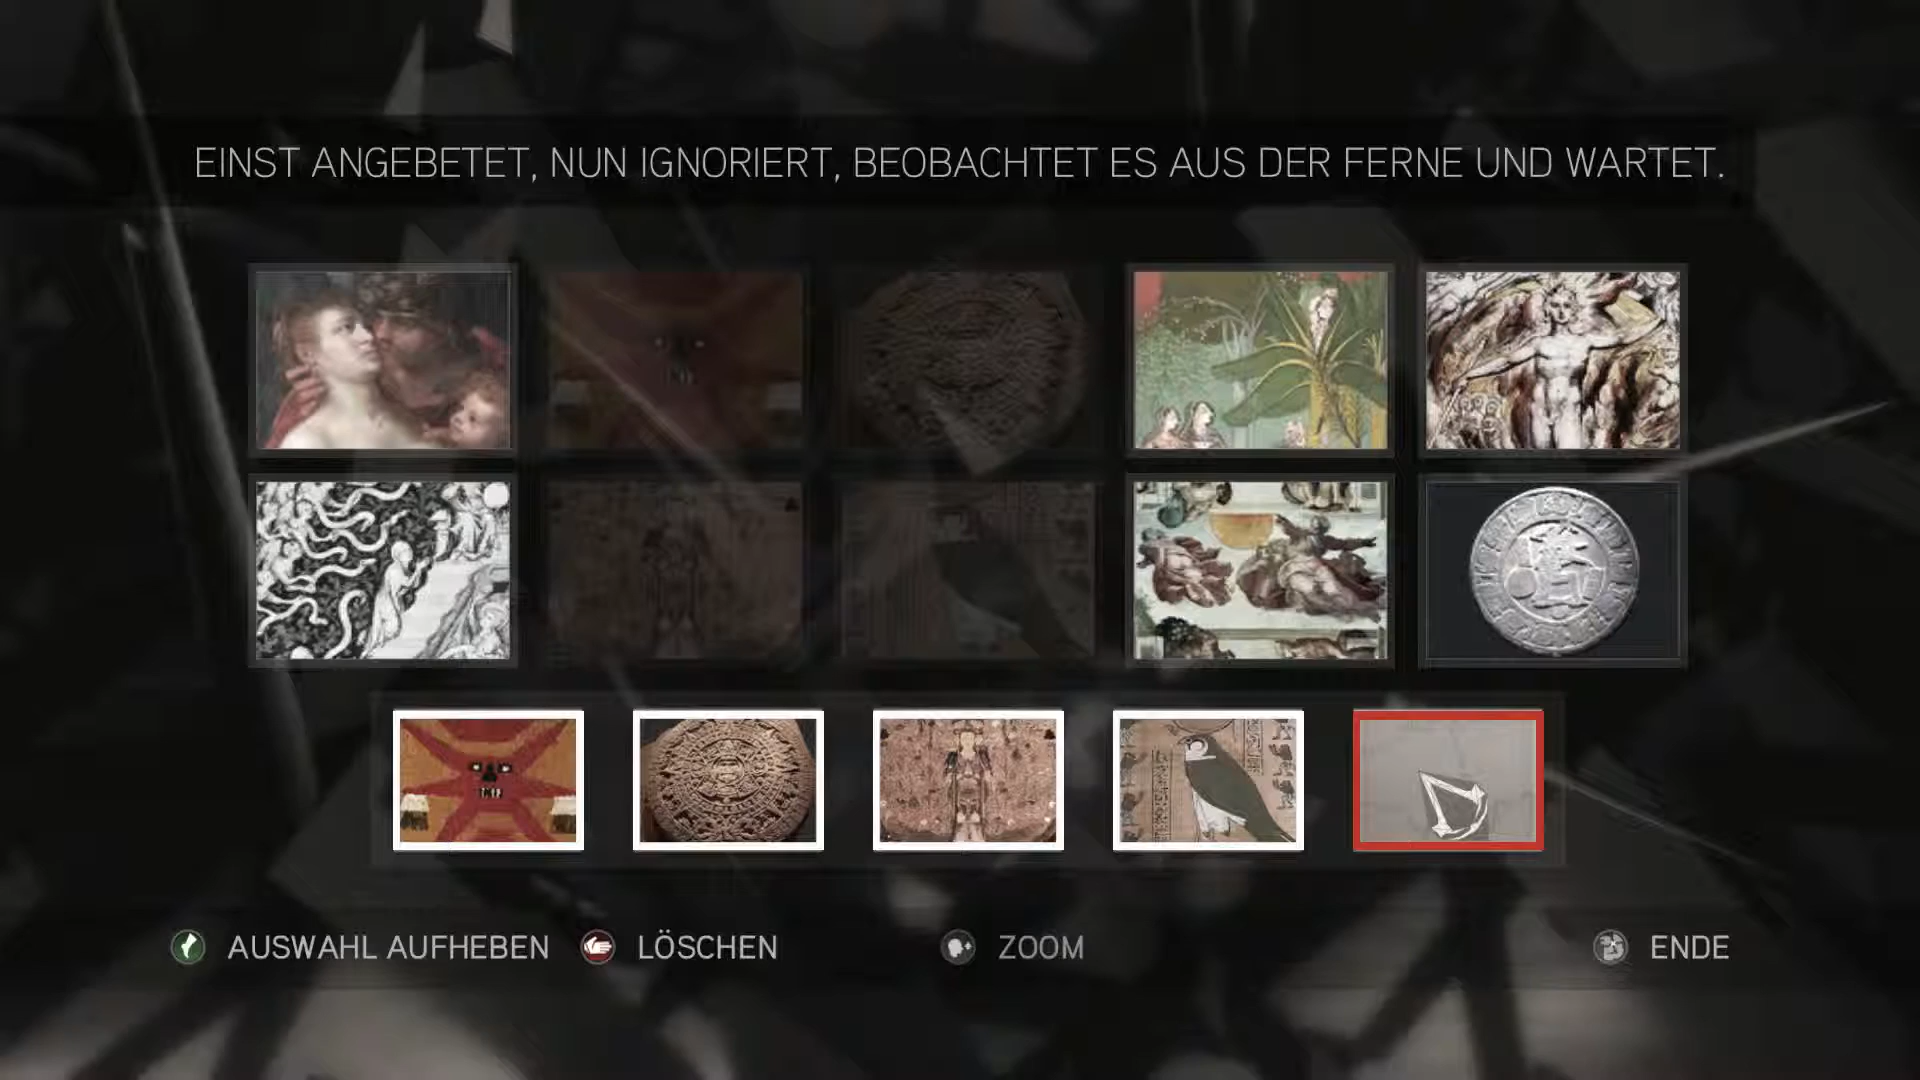 EINST ANGEBETET, NUN IGNORIERT, BEOBACHTET ES AUS DER FERNE UND WARTET.
AUSWAHL AUFHEBEN
LÖSCHEN
ZOOM
ENDE